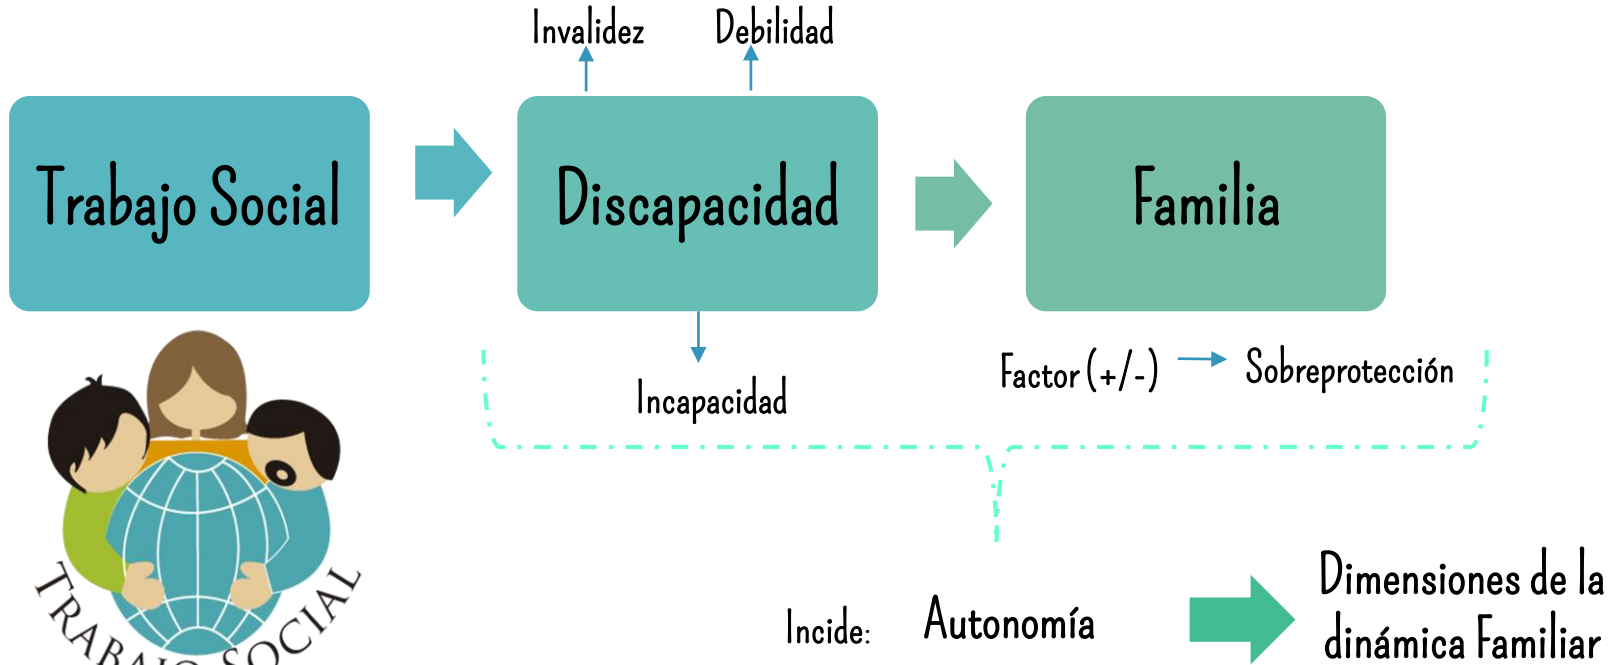 Invalidez
Debilidad
Trabajo Social
Discapacidad
Familia
Incapacidad
Factor (+/-)
Sobreprotección
TRABAJO SOCIAL
Incide:
Autonomía
Dimensiones de la
dinámica Familiar